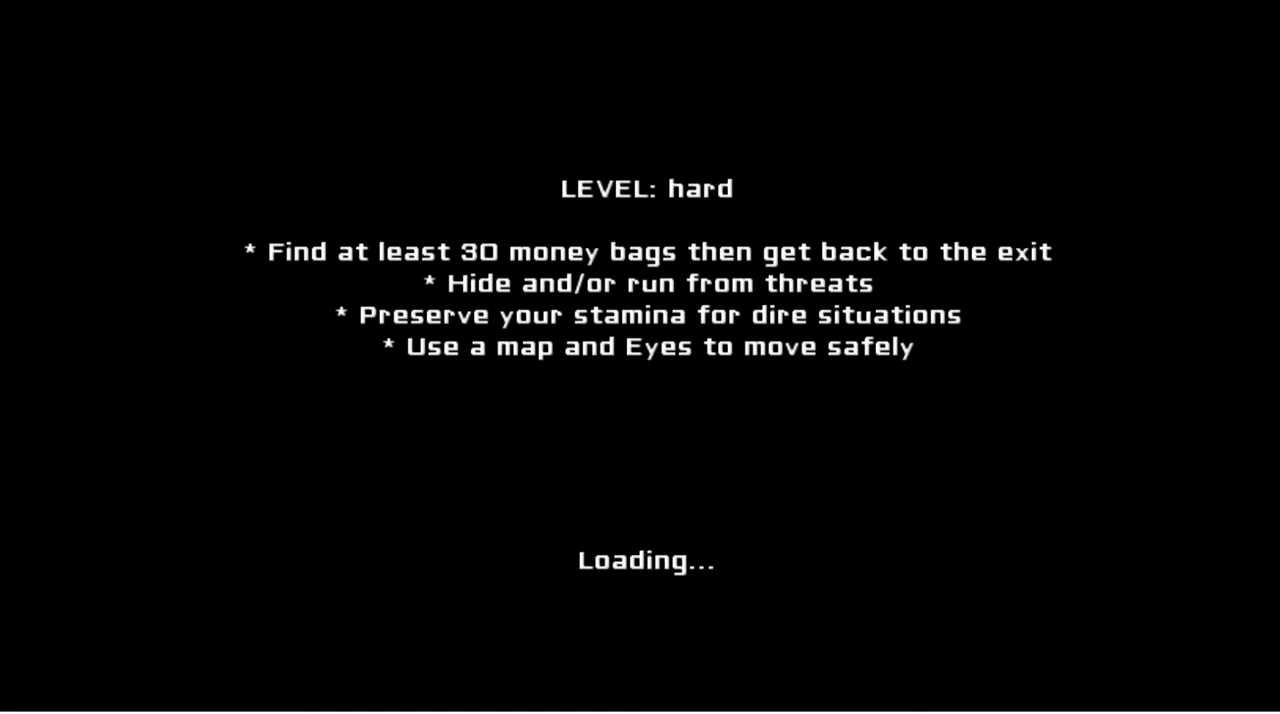 LEVEL: hard
* Find at least 30 money bags then get back to the exit
* Hide and/or run from threats
* Preserve your stamina for dire situations
* Use a map and Eyes to move safely
Loading...